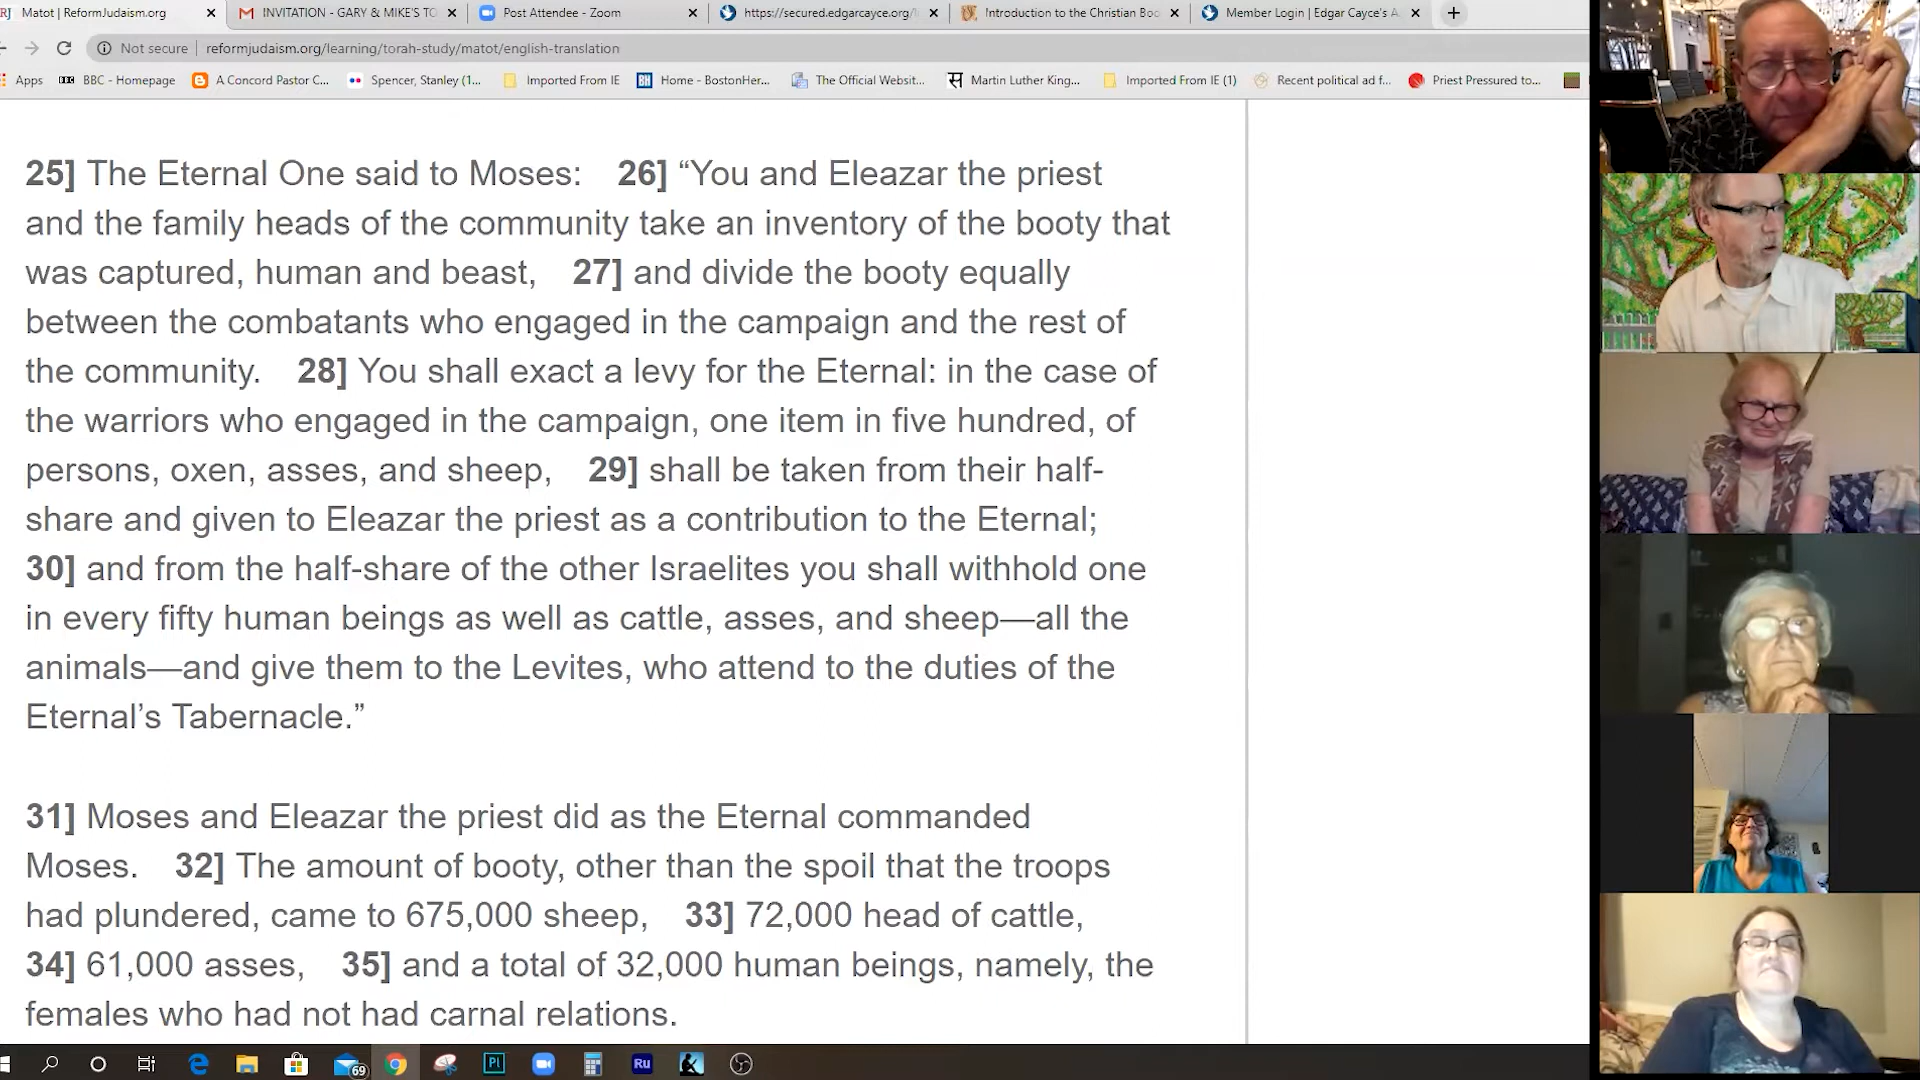 Matot | ReformJudaism.org
INVITATION - GARY & MIKE'S TO
Post Attendee - Zoom
https://secured.edgarcayce.org/
Introduction to the Christian Boo
Member Login | Edgar Cayce's A
Not secure | reformjudaism.org/learning/torah-study/matot/english-translation
Apps BBC - Homepage A Concord Pastor C... Spencer, Stanley (1... Imported From IE Home - BostonHer... The Official Websit... Martin Luther King... Imported From IE (1) Recent political ad f... Priest Pressured to...
25] The Eternal One said to Moses: 26] “You and Eleazar the priest
and the family heads of the community take an inventory of the booty that
was captured, human and beast, 27] and divide the booty equally
between the combatants who engaged in the campaign and the rest of
the community. 28] You shall exact a levy for the Eternal: in the case of
the warriors who engaged in the campaign, one item in five hundred, of
persons, oxen, asses, and sheep, 29] shall be taken from their half-
share and given to Eleazar the priest as a contribution to the Eternal;
30] and from the half-share of the other Israelites you shall withhold one
in every fifty human beings as well as cattle, asses, and sheep—all the
animals—and give them to the Levites, who attend to the duties of the
Eternal’s Tabernacle.”
31] Moses and Eleazar the priest did as the Eternal commanded
Moses. 32] The amount of booty, other than the spoil that the troops
had plundered, came to 675,000 sheep, 33] 72,000 head of cattle,
34] 61,000 asses, 35] and a total of 32,000 human beings, namely, the
females who had not had carnal relations.
69 Pl Ru